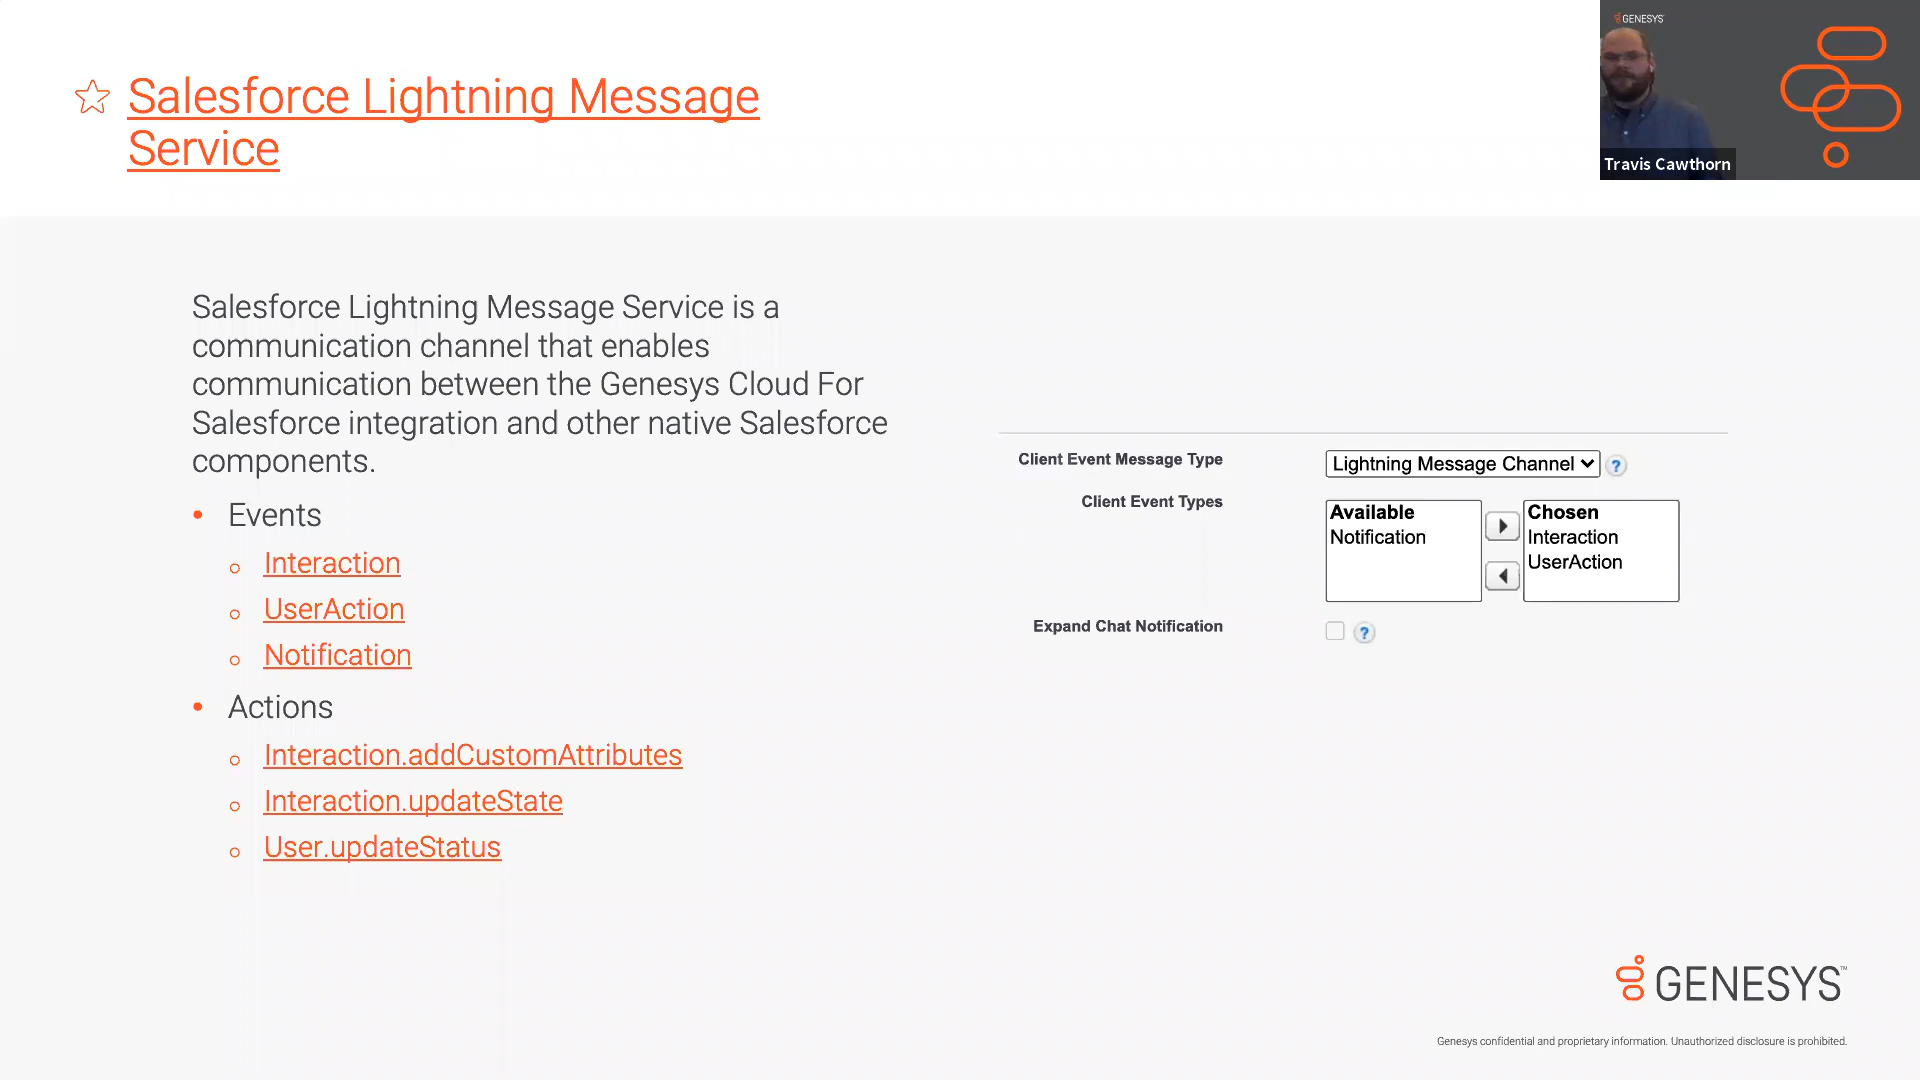 Salesforce Lightning Message
Service
GENESYS
Travis Cawthorn
Salesforce Lightning Message Service is a
communication channel that enables
communication between the Genesys Cloud For
Salesforce integration and other native Salesforce
components.
• Events
Interaction
UserAction
Notification
• Actions
Interaction.addCustomAttributes
Interaction.updateState
User.updateStatus
Client Event Message Type
Lightning Message Channel
?
Client Event Types
Available
Notification
Chosen
Interaction
UserAction
Expand Chat Notification
?
GENESYS™
Genesys confidential and proprietary information. Unauthorized disclosure is prohibited.